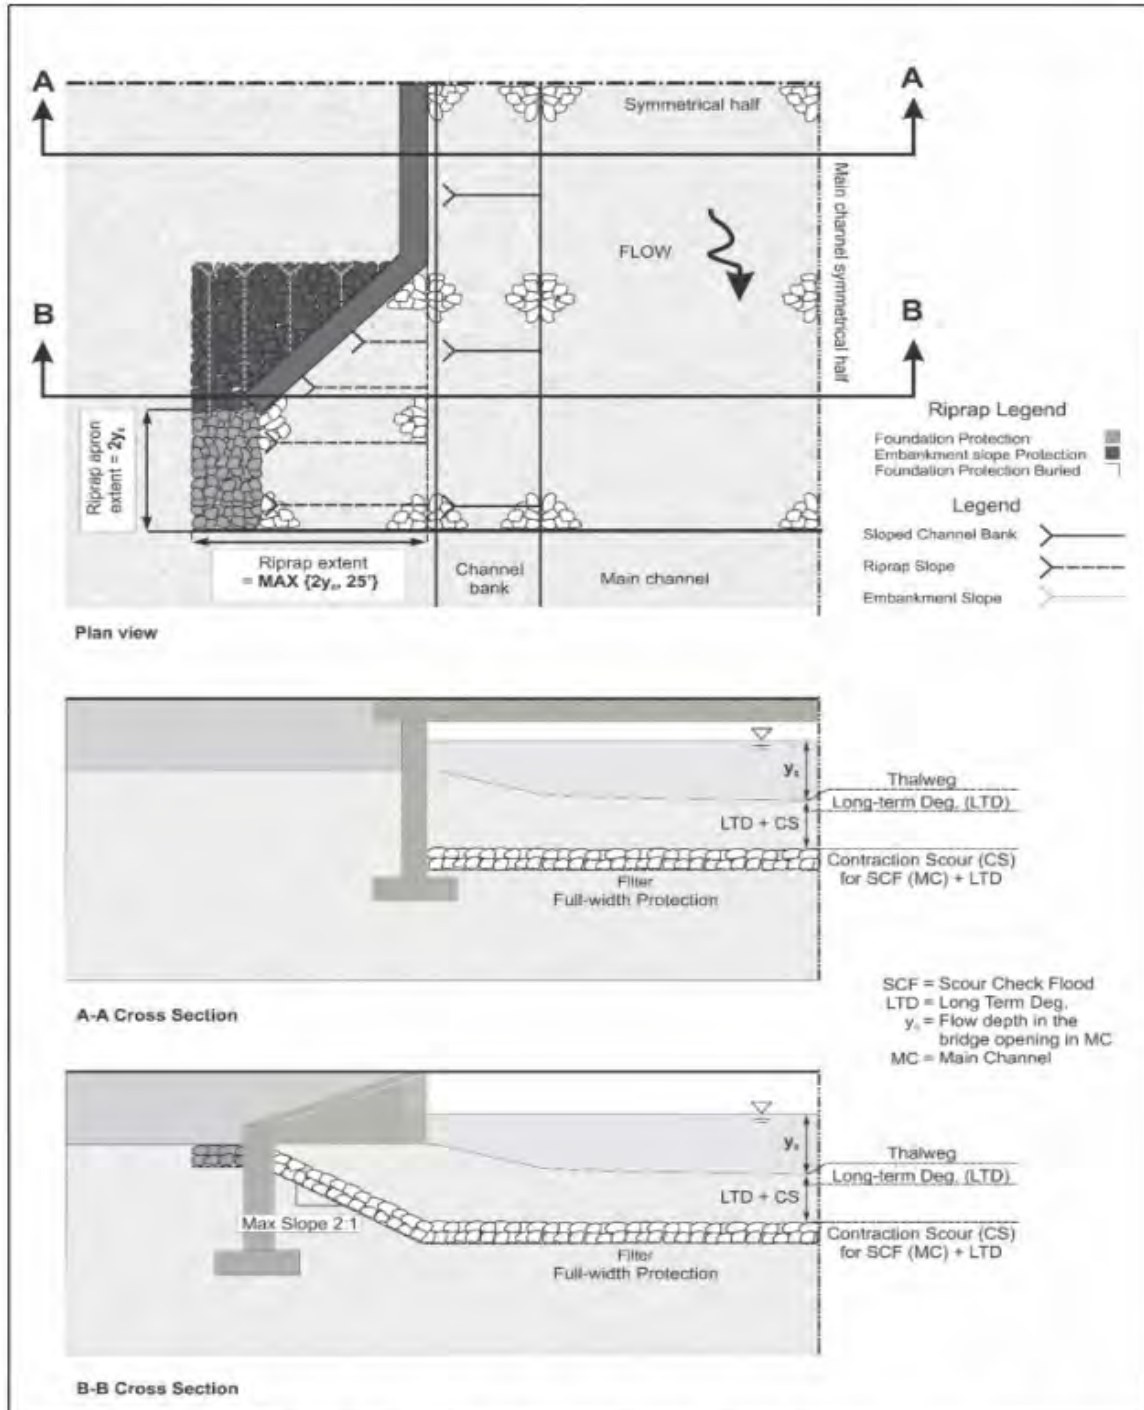 A
A
Symmetrical half
Main channel symmetrical half
FLOW
B
B
Riprap apron
extent = 2y₀
Riprap extent
= MAX {2y₀, 25'}
Channel
bank
Main channel
Riprap Legend
Foundation Protection
Embankment slope Protection
Foundation Protection Buried
Legend
Sloped Channel Bank
Riprap Slope
Embankment Slope
Plan view
y₀
Thalweg
Long-term Deg. (LTD)
LTD + CS
Contraction Scour (CS)
for SCF (MC) + LTD
Filter
Full-width Protection
A-A Cross Section
SCF = Scour Check Flood
LTD = Long Term Deg.
y₀ = Flow depth in the
bridge opening in MC
MC = Main Channel
y₀
Thalweg
Long-term Deg. (LTD)
LTD + CS
Max Slope 2:1
Contraction Scour (CS)
for SCF (MC) + LTD
Filter
Full-width Protection
B-B Cross Section